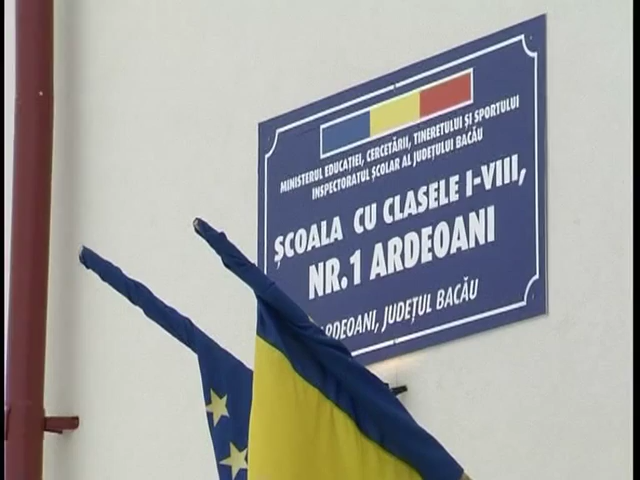 MINISTERUL EDUCAȚIEI, CERCETĂRII, TINERETULUI ȘI SPORTULUI
INSPECTORATUL ȘCOLAR AL JUDEȚULUI BACĂU
ȘCOALA CU CLASELE I-VIII,
NR.1 ARDEOANI
ARDEOANI, JUDEȚUL BACĂU